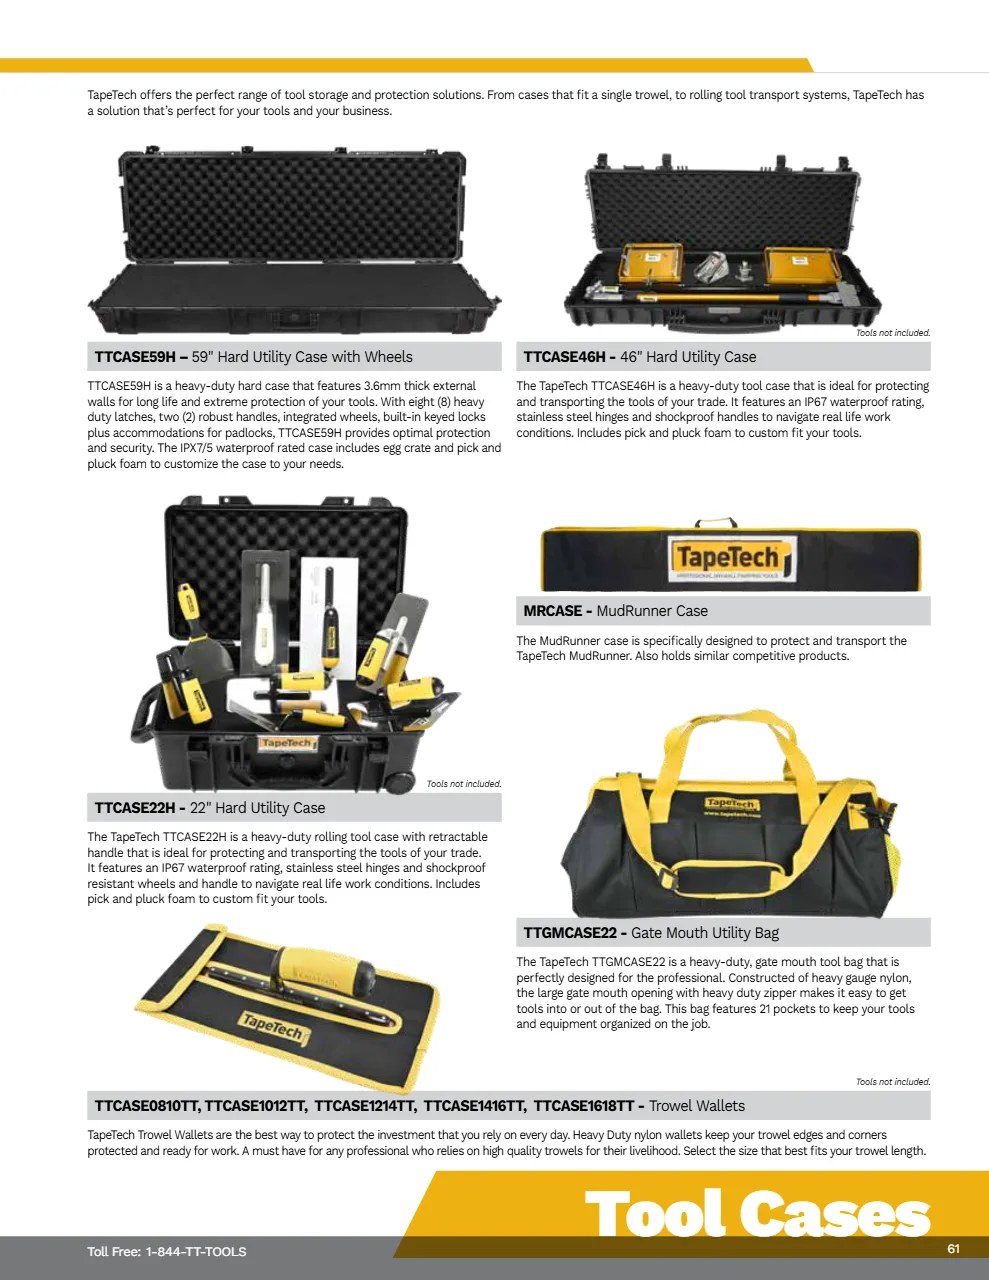 TapeTech offers the perfect range of tool storage and protection solutions. From cases that fit a single trowel, to rolling tool transport systems, TapeTech has
a solution that's perfect for your tools and your business.
Tools not included.
TTCASE59H – 59" Hard Utility Case with Wheels
TTCASE59H is a heavy-duty hard case that features 3.6mm thick external
walls for long life and extreme protection of your tools. With eight (8) heavy
duty latches, two (2) robust handles, integrated wheels, built-in keyed locks
plus accommodations for padlocks, TTCASE59H provides optimal protection
and security. The IPX7/5 waterproof rated case includes egg crate and pick and
pluck foam to customize the case to your needs.
TTCASE46H - 46" Hard Utility Case
The TapeTech TTCASE46H is a heavy-duty tool case that is ideal for protecting
and transporting the tools of your trade. It features an IP67 waterproof rating,
stainless steel hinges and shockproof handles to navigate real life work
conditions. Includes pick and pluck foam to custom fit your tools.
TapeTech
Tools not included.
TTCASE22H - 22" Hard Utility Case
The TapeTech TTCASE22H is a heavy-duty rolling tool case with retractable
handle that is ideal for protecting and transporting the tools of your trade.
It features an IP67 waterproof rating, stainless steel hinges and shockproof
resistant wheels and handle to navigate real life work conditions. Includes
pick and pluck foam to custom fit your tools.
TapeTech
PROFESSIONAL DRYWALL FINISHING TOOLS
MRCASE - MudRunner Case
The MudRunner case is specifically designed to protect and transport the
TapeTech MudRunner. Also holds similar competitive products.
TapeTech
www.tapetech.com
TTGMCASE22 - Gate Mouth Utility Bag
The TapeTech TTGMCASE22 is a heavy-duty, gate mouth tool bag that is
perfectly designed for the professional. Constructed of heavy gauge nylon,
the large gate mouth opening with heavy duty zipper makes it easy to get
tools into or out of the bag. This bag features 21 pockets to keep your tools
and equipment organized on the job.
TapeTech
Tools not included.
TTCASE0810TT, TTCASE1012TT, TTCASE1214TT, TTCASE1416TT, TTCASE1618TT - Trowel Wallets
TapeTech Trowel Wallets are the best way to protect the investment that you rely on every day. Heavy Duty nylon wallets keep your trowel edges and corners
protected and ready for work. A must have for any professional who relies on high quality trowels for their livelihood. Select the size that best fits your trowel length.
Tool Cases
Toll Free: 1-844-TT-TOOLS
61